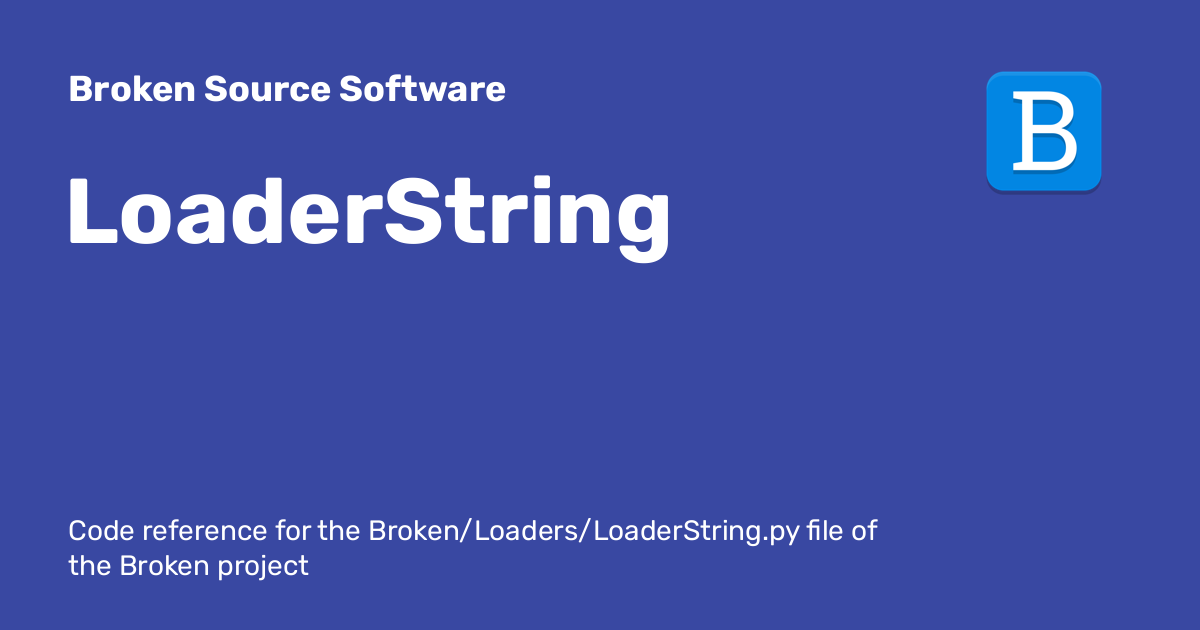 Broken Source Software
B
LoaderString
Code reference for the Broken/Loaders/LoaderString.py file of
the Broken project